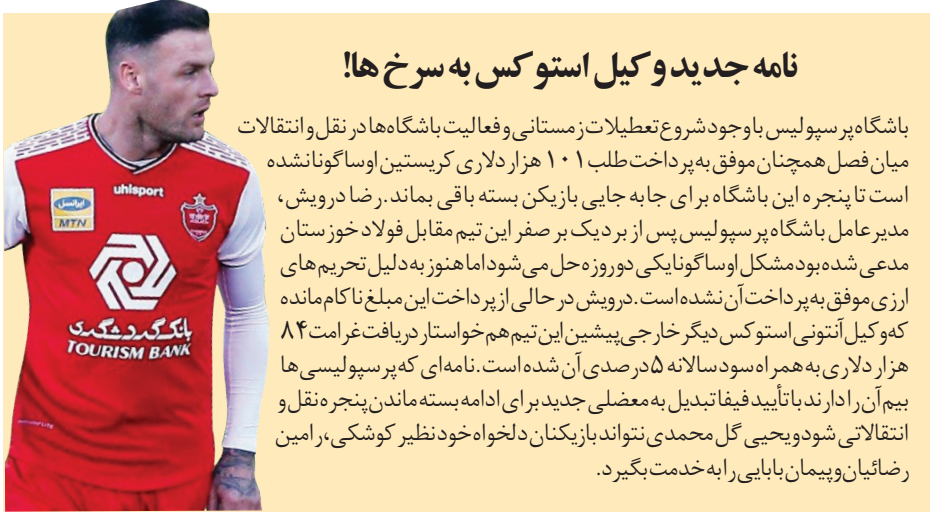 نامه جدید وکیل استوکس به سرخ ها!
باشگاه پرسپولیس باوجود شروع تعطیلات زمستانی و فعالیت باشگاه‌ها در نقل و انتقالات
میان فصل همچنان موفق به پرداخت طلب ۱۰۱ هزار دلاری کریستین اوساگونا نشده
است تا پنجره این باشگاه برای جابه جایی بازیکن بسته باقی بماند. رضا درویش،
مدیرعامل باشگاه پرسپولیس پس از برد یک بر صفر این تیم مقابل فولاد خوزستان
مدعی شده بود مشکل اوساگونا یکی دو روزه حل می‌شود اما هنوز به دلیل تحریم های
ارزی موفق به پرداخت آن نشده است. درویش در حالی از پرداخت این مبلغ ناکام مانده
که وکیل آنتونی استوکس دیگر خارجی پیشین این تیم هم خواستار دریافت غرامت ۸۴
هزار دلاری به همراه سود سالانه ۵درصدی آن شده است. نامه‌ای که پرسپولیسی ها
بیم آن را دارند با تأیید فیفا تبدیل به معضلی جدید برای ادامه بسته ماندن پنجره نقل و
انتقالاتی شود و یحیی گل محمدی نتواند بازیکنان دلخواه خود نظیر کوشکی، رامین
رضائیان و پیمان بابایی را به خدمت بگیرد.
uhlsport
ایرانسل
MTN
بانک گردشگری
TOURISM BANK